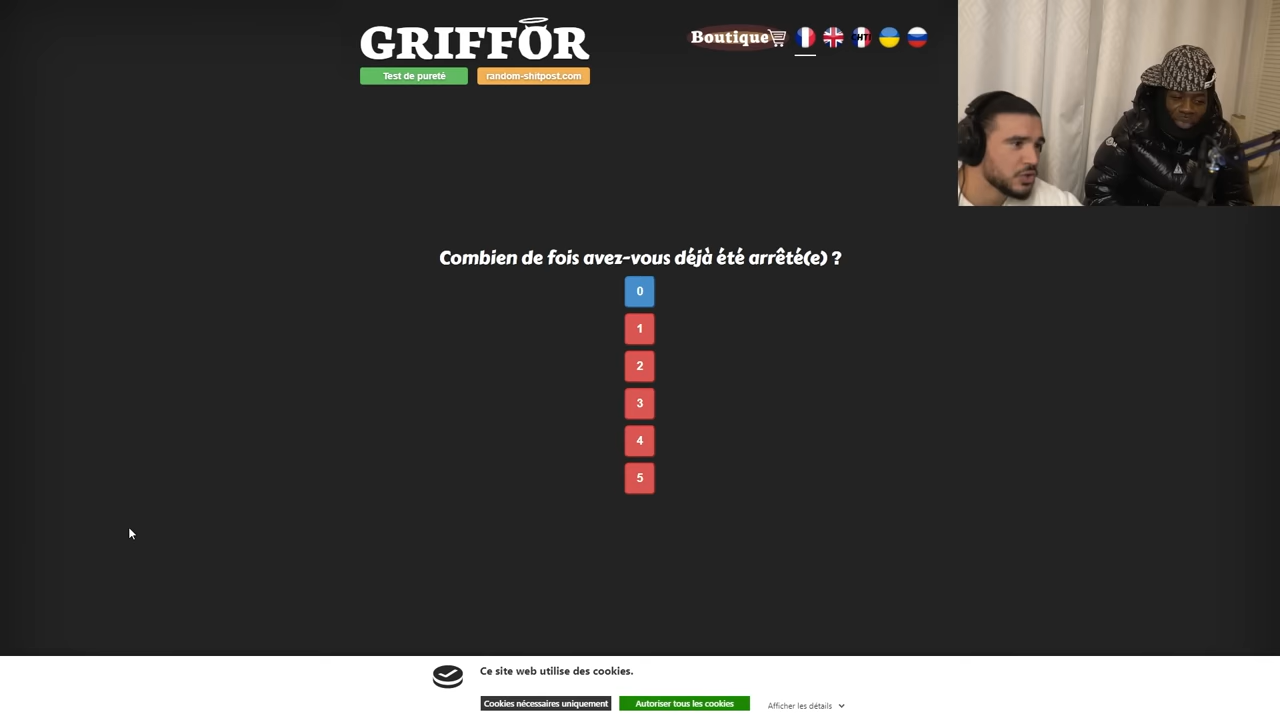 GRIFFOR
Boutique
CHTI
Test de pureté
random-shitpost.com
Combien de fois avez-vous déjà été arrêté(e) ?
0
1
2
3
4
5
Ce site web utilise des cookies.
Cookies nécessaires uniquement
Autoriser tous les cookies
Afficher les détails